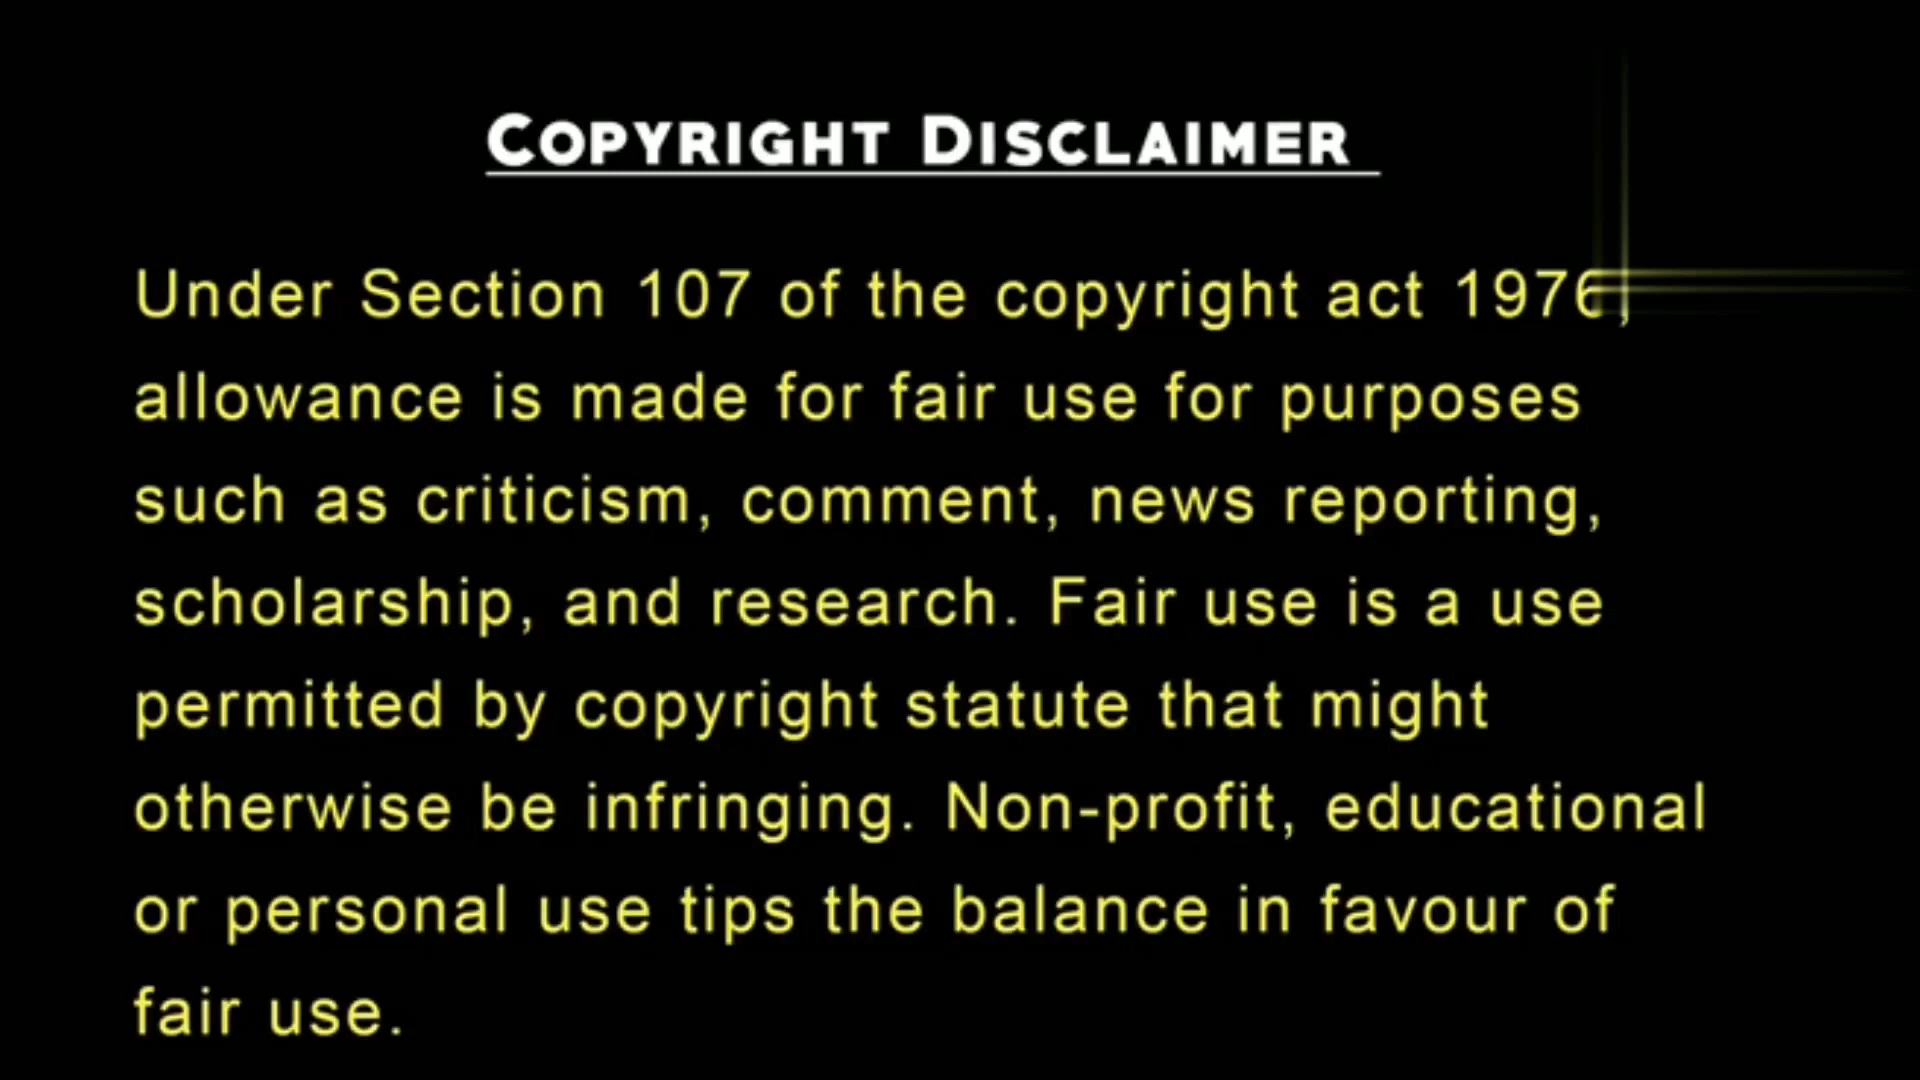 COPYRIGHT DISCLAIMER
Under Section 107 of the copyright act 1976,
allowance is made for fair use for purposes
such as criticism, comment, news reporting,
scholarship, and research. Fair use is a use
permitted by copyright statute that might
otherwise be infringing. Non-profit, educational
or personal use tips the balance in favour of
fair use.